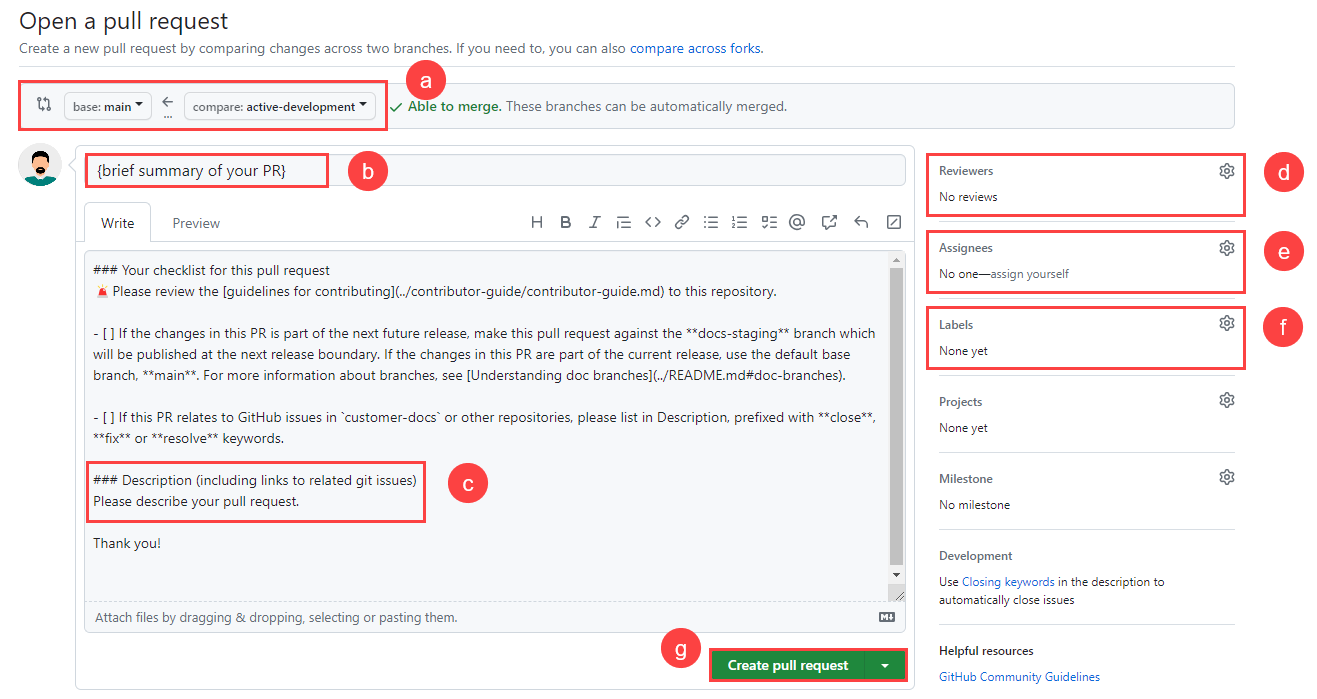 Open a pull request
Create a new pull request by comparing changes across two branches. If you need to, you can also compare across forks.
a
base: main
compare: active-development
Able to merge. These branches can be automatically merged.
{brief summary of your PR}
b
Write
Preview
### Your checklist for this pull request
🚨 Please review the [guidelines for contributing](../contributor-guide/contributor-guide.md) to this repository.
- [ ] If the changes in this PR is part of the next future release, make this pull request against the **docs-staging** branch which
will be published at the next release boundary. If the changes in this PR are part of the current release, use the default base
branch, **main**. For more information about branches, see [Understanding doc branches](../README.md#doc-branches).
- [ ] If this PR relates to GitHub issues in `customer-docs` or other repositories, please list in Description, prefixed with **close**,
**fix** or **resolve** keywords.
### Description (including links to related git issues)
Please describe your pull request.
c
Thank you!
Attach files by dragging & dropping, selecting or pasting them.
g
Create pull request
Reviewers
No reviews
d
Assignees
No one—assign yourself
e
Labels
None yet
f
Projects
None yet
Milestone
No milestone
Development
Use Closing keywords in the description to
automatically close issues
Helpful resources
GitHub Community Guidelines